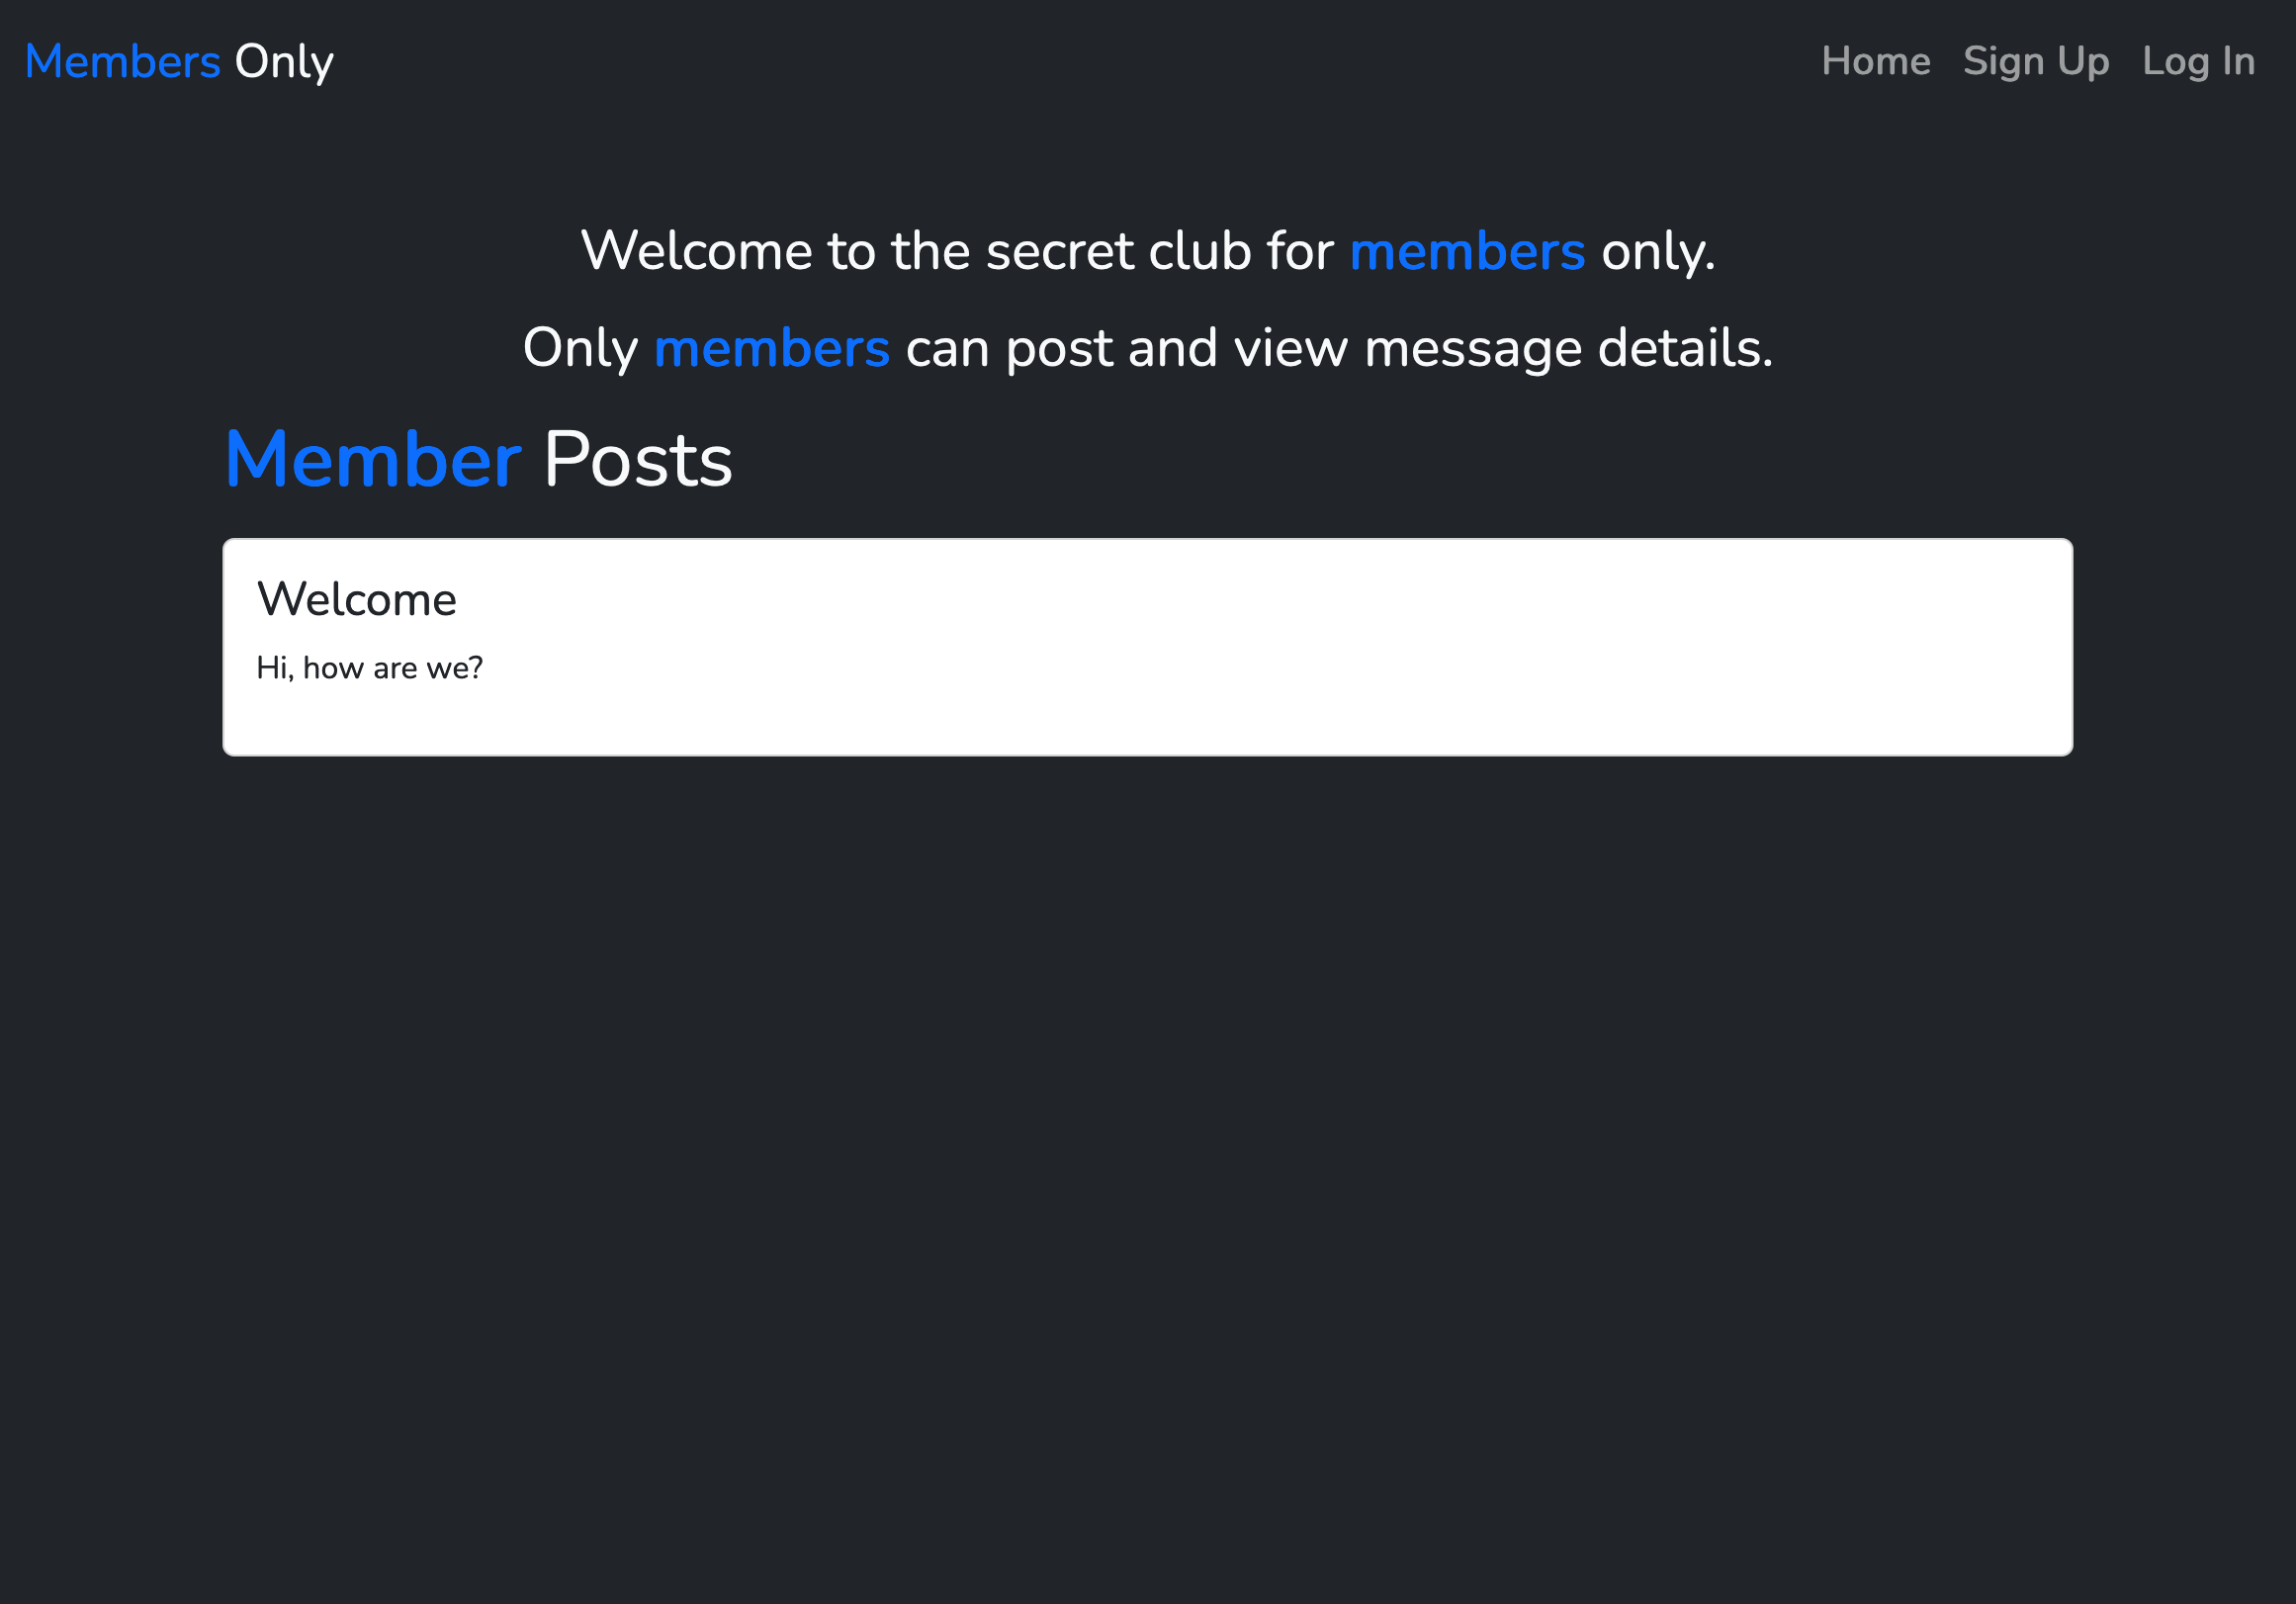 Members Only
Home Sign Up Log In
Welcome to the secret club for members only.
Only members can post and view message details.
Member Posts
Welcome
Hi, how are we?